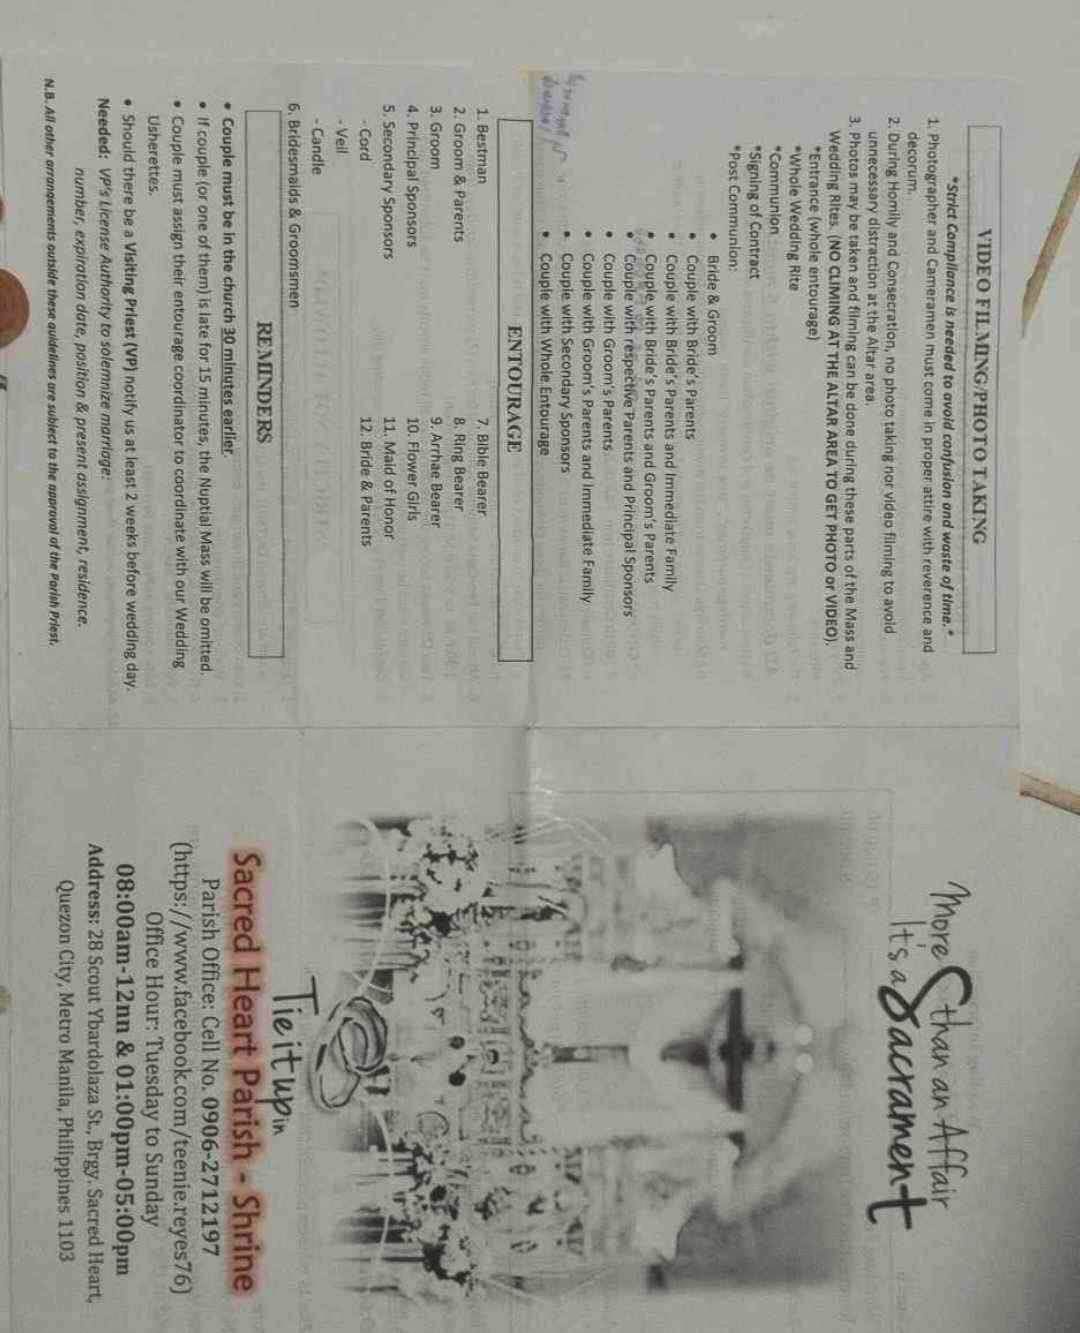 VIDEO FILMING/PHOTO TAKING
*Strict Compliance is needed to avoid confusion and waste of time.*
1. Photographer and Cameramen must come in proper attire with reverence and
decorum.
2. During Homily and Consecration, no photo taking nor video filming to avoid
unnecessary distraction at the Altar area.
3. Photos may be taken and filming can be done during these parts of the Mass and
Wedding Rites. (NO CLIMING AT THE ALTAR AREA TO GET PHOTO or VIDEO).
*Entrance (whole entourage)
*Whole Wedding Rite
*Communion
*Signing of Contract
*Post Communion:
• Bride & Groom
• Couple with Bride's Parents
• Couple with Bride's Parents and Immediate Family
• Couple with Bride's Parents and Groom's Parents
• Couple with respective Parents and Principal Sponsors
• Couple with Groom's Parents
• Couple with Groom's Parents and Immediate Family
• Couple with Secondary Sponsors
• Couple with Whole Entourage
ENTOURAGE
1. Bestman
2. Groom & Parents
3. Groom
4. Principal Sponsors
5. Secondary Sponsors
- Cord
- Veil
- Candle
6. Bridesmaids & Groomsmen
7. Bible Bearer
8. Ring Bearer
9. Arrhae Bearer
10. Flower Girls
11. Maid of Honor
12. Bride & Parents
REMINDERS
• Couple must be in the church 30 minutes earlier.
• If couple (or one of them) is late for 15 minutes, the Nuptial Mass will be omitted.
• Couple must assign their entourage coordinator to coordinate with our Wedding
Usherettes.
• Should there be a Visiting Priest (VP) notify us at least 2 weeks before wedding day.
Needed: VP's License Authority to solemnize marriage:
number, expiration date, position & present assignment, residence.
N.B. All other arrangements outside these guidelines are subject to the approval of the Parish Priest.
More than an Affair
It's a Sacrament
Tie it up in
Sacred Heart Parish - Shrine
Parish Office: Cell No. 0906-2712197
(https://www.facebook.com/teenie.reyes76)
Office Hour: Tuesday to Sunday
08:00am-12nn & 01:00pm-05:00pm
Address: 28 Scout Ybardolaza St., Brgy. Sacred Heart,
Quezon City, Metro Manila, Philippines 1103